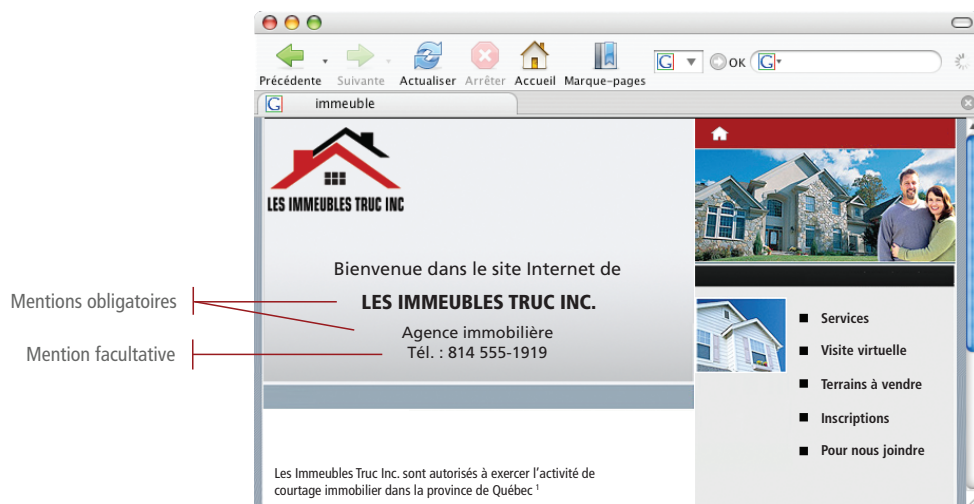 Précédente Suivante Actualiser Arrêter Accueil Marque-pages
G OK G
G immeuble
LES IMMEUBLES TRUC INC
Bienvenue dans le site Internet de
Mentions obligatoires
LES IMMEUBLES TRUC INC.
Agence immobilière
Mention facultative
Tél. : 814 555-1919
Services
Visite virtuelle
Terrains à vendre
Inscriptions
Pour nous joindre
Les Immeubles Truc Inc. sont autorisés à exercer l’activité de
courtage immobilier dans la province de Québec ¹